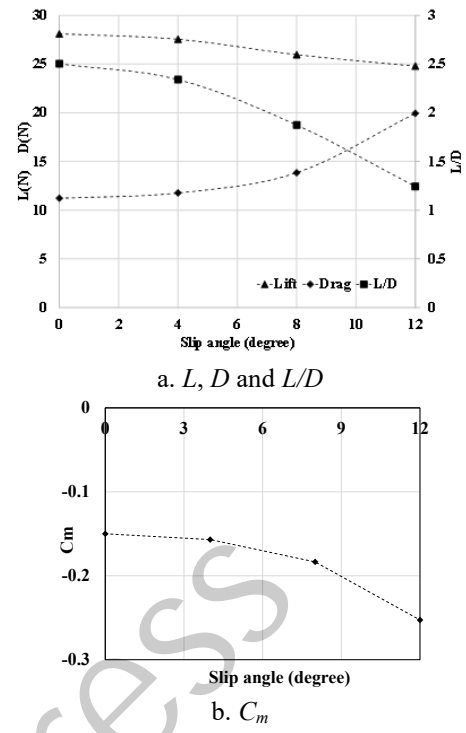 30 3
25 2.5
20 2
15 1.5
10 1
5 0.5
0 0
L(N) D(N)
L/D
Lift Drag L/D
0 2 4 6 8 10 12
Slip angle (degree)
a. L, D and L/D
0
0 3 6 9 12
-0.1
-0.2
-0.3
Cm
Slip angle (degree)
b. Cm
ess